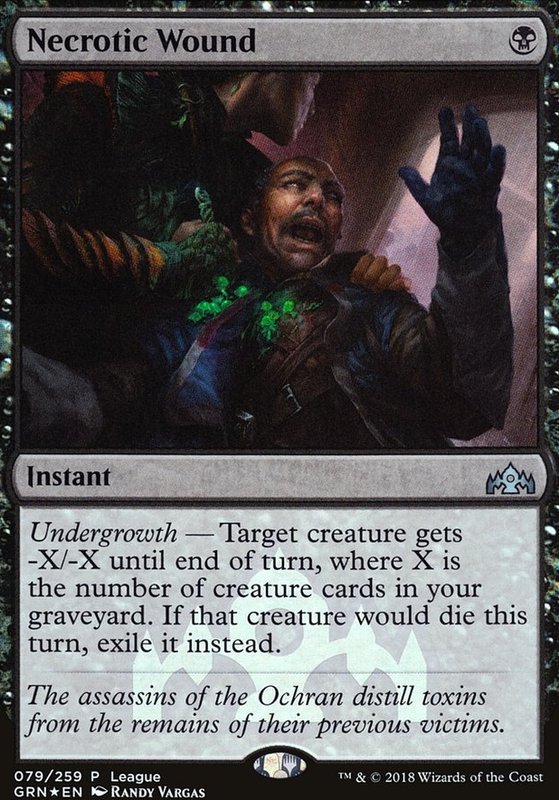 Necrotic Wound
Instant
Undergrowth — Target creature gets
-X/-X until end of turn, where X is
the number of creature cards in your
graveyard. If that creature would die this
turn, exile it instead.
The assassins of the Ochran distill toxins
from the remains of their previous victims.
079/259 P League
GRN★EN RANDY VARGAS
™ & © 2018 Wizards of the Coast